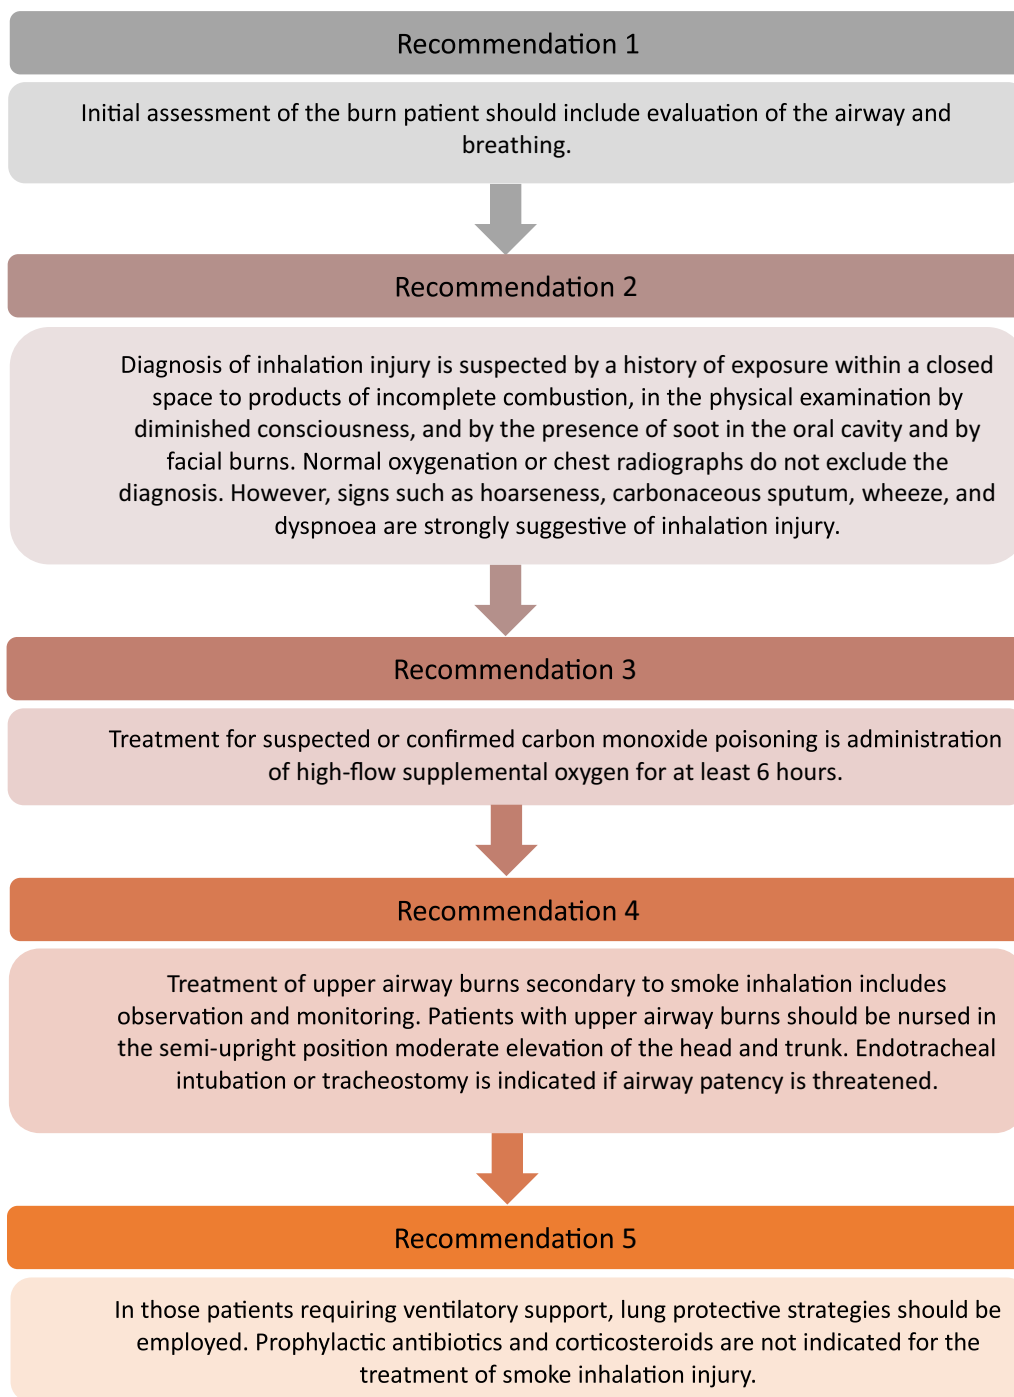 Recommendation 1
Initial assessment of the burn patient should include evaluation of the airway and
breathing.
Recommendation 2
Diagnosis of inhalation injury is suspected by a history of exposure within a closed
space to products of incomplete combustion, in the physical examination by
diminished consciousness, and by the presence of soot in the oral cavity and by
facial burns. Normal oxygenation or chest radiographs do not exclude the
diagnosis. However, signs such as hoarseness, carbonaceous sputum, wheeze, and
dyspnoea are strongly suggestive of inhalation injury.
Recommendation 3
Treatment for suspected or confirmed carbon monoxide poisoning is administration
of high-flow supplemental oxygen for at least 6 hours.
Recommendation 4
Treatment of upper airway burns secondary to smoke inhalation includes
observation and monitoring. Patients with upper airway burns should be nursed in
the semi-upright position moderate elevation of the head and trunk. Endotracheal
intubation or tracheostomy is indicated if airway patency is threatened.
Recommendation 5
In those patients requiring ventilatory support, lung protective strategies should be
employed. Prophylactic antibiotics and corticosteroids are not indicated for the
treatment of smoke inhalation injury.